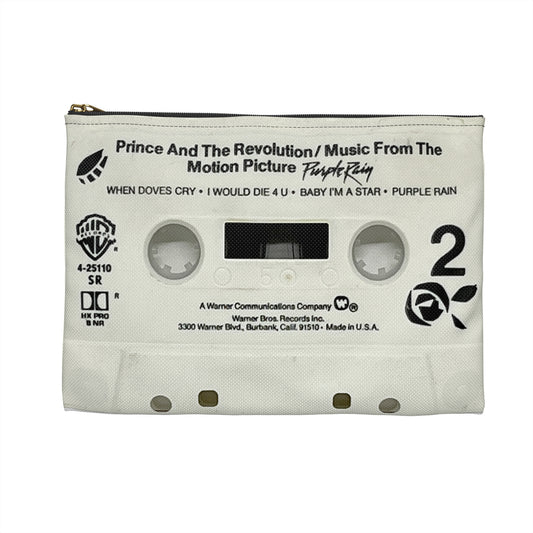 Prince And The Revolution/ Music From The
Motion Picture Purple Rain
WHEN DOVES CRY • I WOULD DIE 4 U • BABY I'M A STAR • PURPLE RAIN
WB
RECORDS
R
4-25110
SR
R
HX PRO
B NR
2
A Warner Communications Company W®
Warner Bros. Records Inc.
3300 Warner Blvd., Burbank, Calif. 91510 • Made in U.S.A.